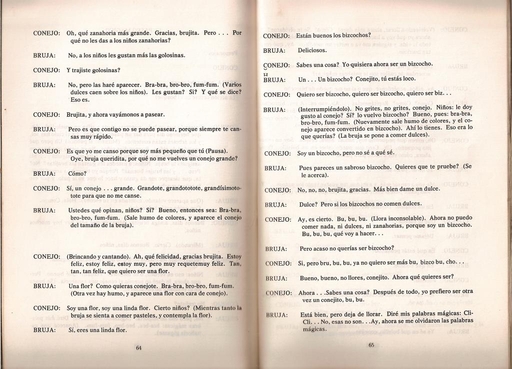 CONEJO: Oh, qué zanahoria más grande. Gracias, brujita. Pero . . . Por
qué no les das a los niños zanahorias?
BRUJA: No, a los niños les gustan más las golosinas.
CONEJO: Y trajiste golosinas?
BRUJA: No, pero las haré aparecer. Bra-bra, bro-bro, fum-fum. (Varios
dulces caen sobre los niños). Les gustan? Sí? Y qué se dice?
Eso es.
CONEJO: Brujita, y ahora vayámonos a pasear.
BRUJA: Pero es que contigo no se puede pasear, porque siempre te can-
sas muy rápido.
CONEJO: Es que yo me canso porque soy más pequeño que tú (Pausa).
Oye, bruja queridita, por qué no me vuelves un conejo grande?
BRUJA: Cómo?
CONEJO: Sí, un conejo . . . grande. Grandote, grandototote, grandísimoto-
tote para que no me canse.
BRUJA: Ustedes qué opinan, niños? Sí? Bueno, entonces sea: Bra-bra,
bro-bro, fum-fum. (Sale humo de colores, y aparece el conejo
del tamaño de la bruja).
CONEJO: (Brincando y cantando). Ah, qué felicidad, gracias brujita. Estoy
feliz, estoy feliz, estoy muy, pero muy requetemuy feliz. Tan,
tan, tan feliz, que quiero ser una flor.
BRUJA: Una flor? Como quieras conejote. Bra-bra, bro-bro, fum-fum.
(Otra vez hay humo, y aparece una flor con cara de conejo).
CONEJO: Soy una flor, soy una linda flor. Cierto niños? (Mientras tanto la
bruja se sienta a comer pasteles, y contempla la flor).
BRUJA: Sí, eres una linda flor.
64
CONEJO: Están buenos los bizcochos?
BRUJA: Deliciosos.
CONEJO: Sabes una cosa? Yo quisiera ahora ser un bizcocho.
BRUJA: Un . . . Un bizcocho? Conejito, tú estás loco.
CONEJO: Quiero ser bizcocho, quiero ser bizcocho, quiero ser biz. . .
BRUJA: (Interrumpiéndolo). No grites, no grites, conejo. Niños: le doy
gusto al conejo? Sí? lo vuelvo bizcocho? Bueno, pues: bra-bra,
bro-bro, fum-fum. (Nuevamente sale humo de colores, y el co-
nejo aparece convertido en bizcocho). Ahí lo tienes. Eso era lo
que querías? (La bruja se pone a comer dulces).
CONEJO: Soy un bizcocho, pero no sé a qué sé.
BRUJA: Pues pareces un sabroso bizcocho. Quieres que te pruebe? (Se
le acerca).
CONEJO: No, no, no, brujita, gracias. Más bien dame un dulce.
BRUJA: Dulce? Pero si los bizcochos no comen dulces.
CONEJO: Ay, es cierto. Bu, bu, bu. (Llora inconsolable). Ahora no puedo
comer nada, ni dulces, ni zanahorias, porque soy un bizcocho.
Bu, bu, bu, qué voy a hacer. . .
BRUJA: Pero acaso no querías ser bizcocho?
CONEJO: Sí, pero bru, bu, bu, ya no quiero ser más bu, bizco bu, cho. . .
BRUJA: Bueno, bueno, no llores, conejito. Ahora qué quieres ser?
CONEJO: Ahora . . .Sabes una cosa? Después de todo, yo prefiero ser otra
vez un conejito, bu, bu.
BRUJA: Está bien, pero deja de llorar. Diré mis palabras mágicas: Cli-
Cli. . . No, esas no son. . .Ay, ahora se me olvidaron las palabras
mágicas.
65